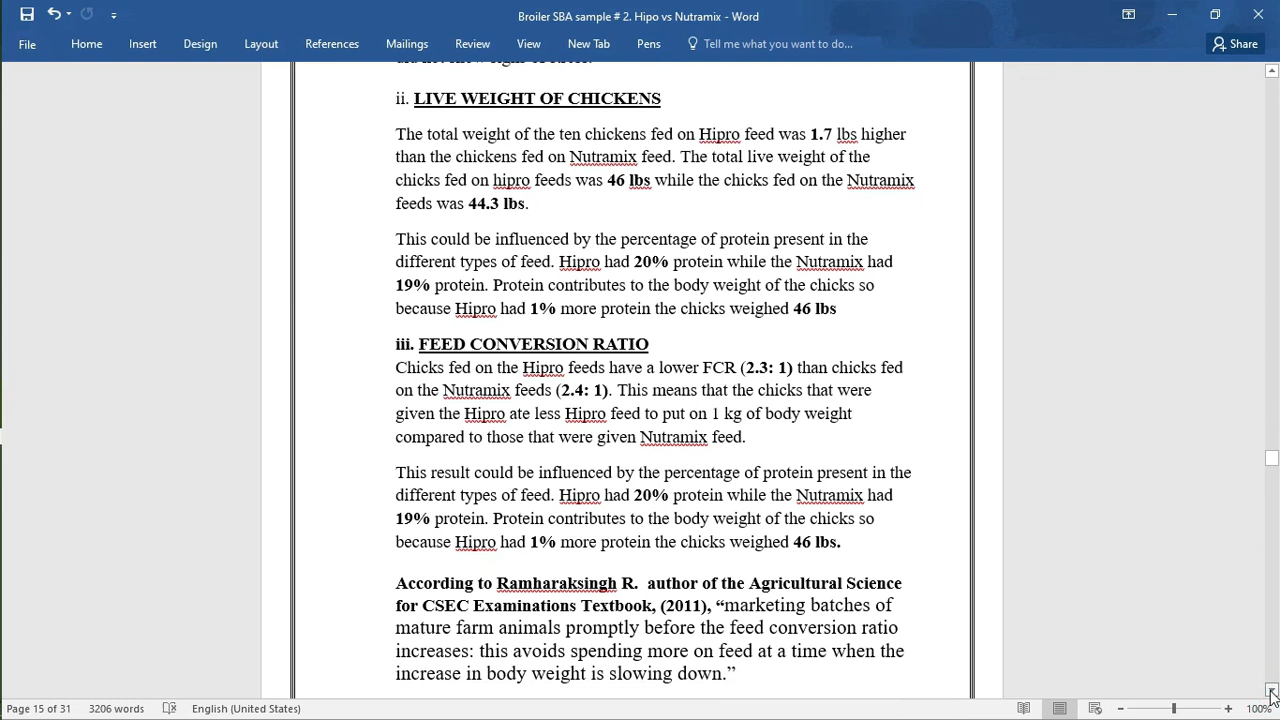 Broiler SBA sample # 2. Hipo vs Nutramix - Word
File Home Insert Design Layout References Mailings Review View New Tab Pens Tell me what you want to do... Share
ii. LIVE WEIGHT OF CHICKENS
The total weight of the ten chickens fed on Hipro feed was 1.7 lbs higher
than the chickens fed on Nutramix feed. The total live weight of the
chicks fed on hipro feeds was 46 lbs while the chicks fed on the Nutramix
feeds was 44.3 lbs.
This could be influenced by the percentage of protein present in the
different types of feed. Hipro had 20% protein while the Nutramix had
19% protein. Protein contributes to the body weight of the chicks so
because Hipro had 1% more protein the chicks weighed 46 lbs
iii. FEED CONVERSION RATIO
Chicks fed on the Hipro feeds have a lower FCR (2.3: 1) than chicks fed
on the Nutramix feeds (2.4: 1). This means that the chicks that were
given the Hipro ate less Hipro feed to put on 1 kg of body weight
compared to those that were given Nutramix feed.
This result could be influenced by the percentage of protein present in the
different types of feed. Hipro had 20% protein while the Nutramix had
19% protein. Protein contributes to the body weight of the chicks so
because Hipro had 1% more protein the chicks weighed 46 lbs.
According to Ramharaksingh R. author of the Agricultural Science
for CSEC Examinations Textbook, (2011), “marketing batches of
mature farm animals promptly before the feed conversion ratio
increases: this avoids spending more on feed at a time when the
increase in body weight is slowing down.”
Page 15 of 31 3206 words English (United States) 100%